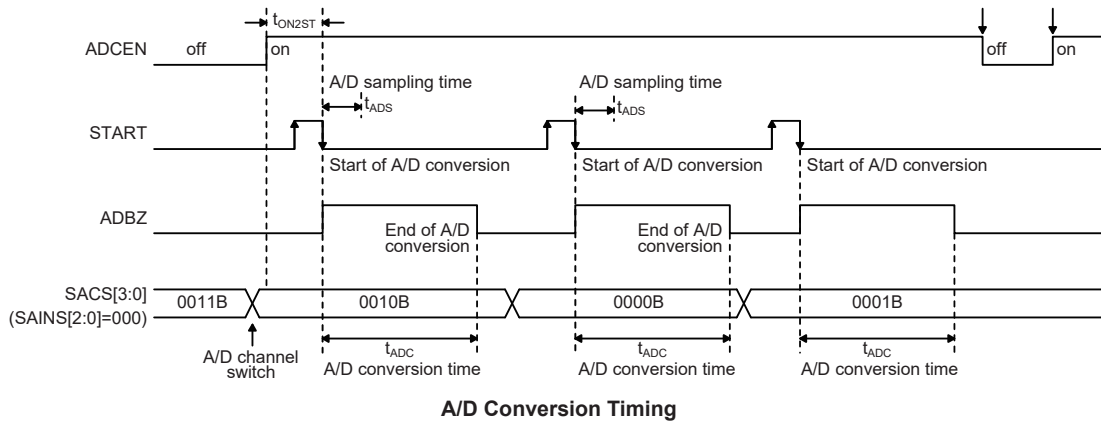 tON2ST
ADCEN
off
on
off
on
A/D sampling time
A/D sampling time
tADS
tADS
START
Start of A/D conversion
Start of A/D conversion
Start of A/D conversion
ADBZ
End of A/D
conversion
End of A/D
conversion
SACS[3:0]
(SAINS[2:0]=000)
0011B
0010B
0000B
0001B
A/D channel
switch
tADC
A/D conversion time
tADC
A/D conversion time
tADC
A/D conversion time
A/D Conversion Timing